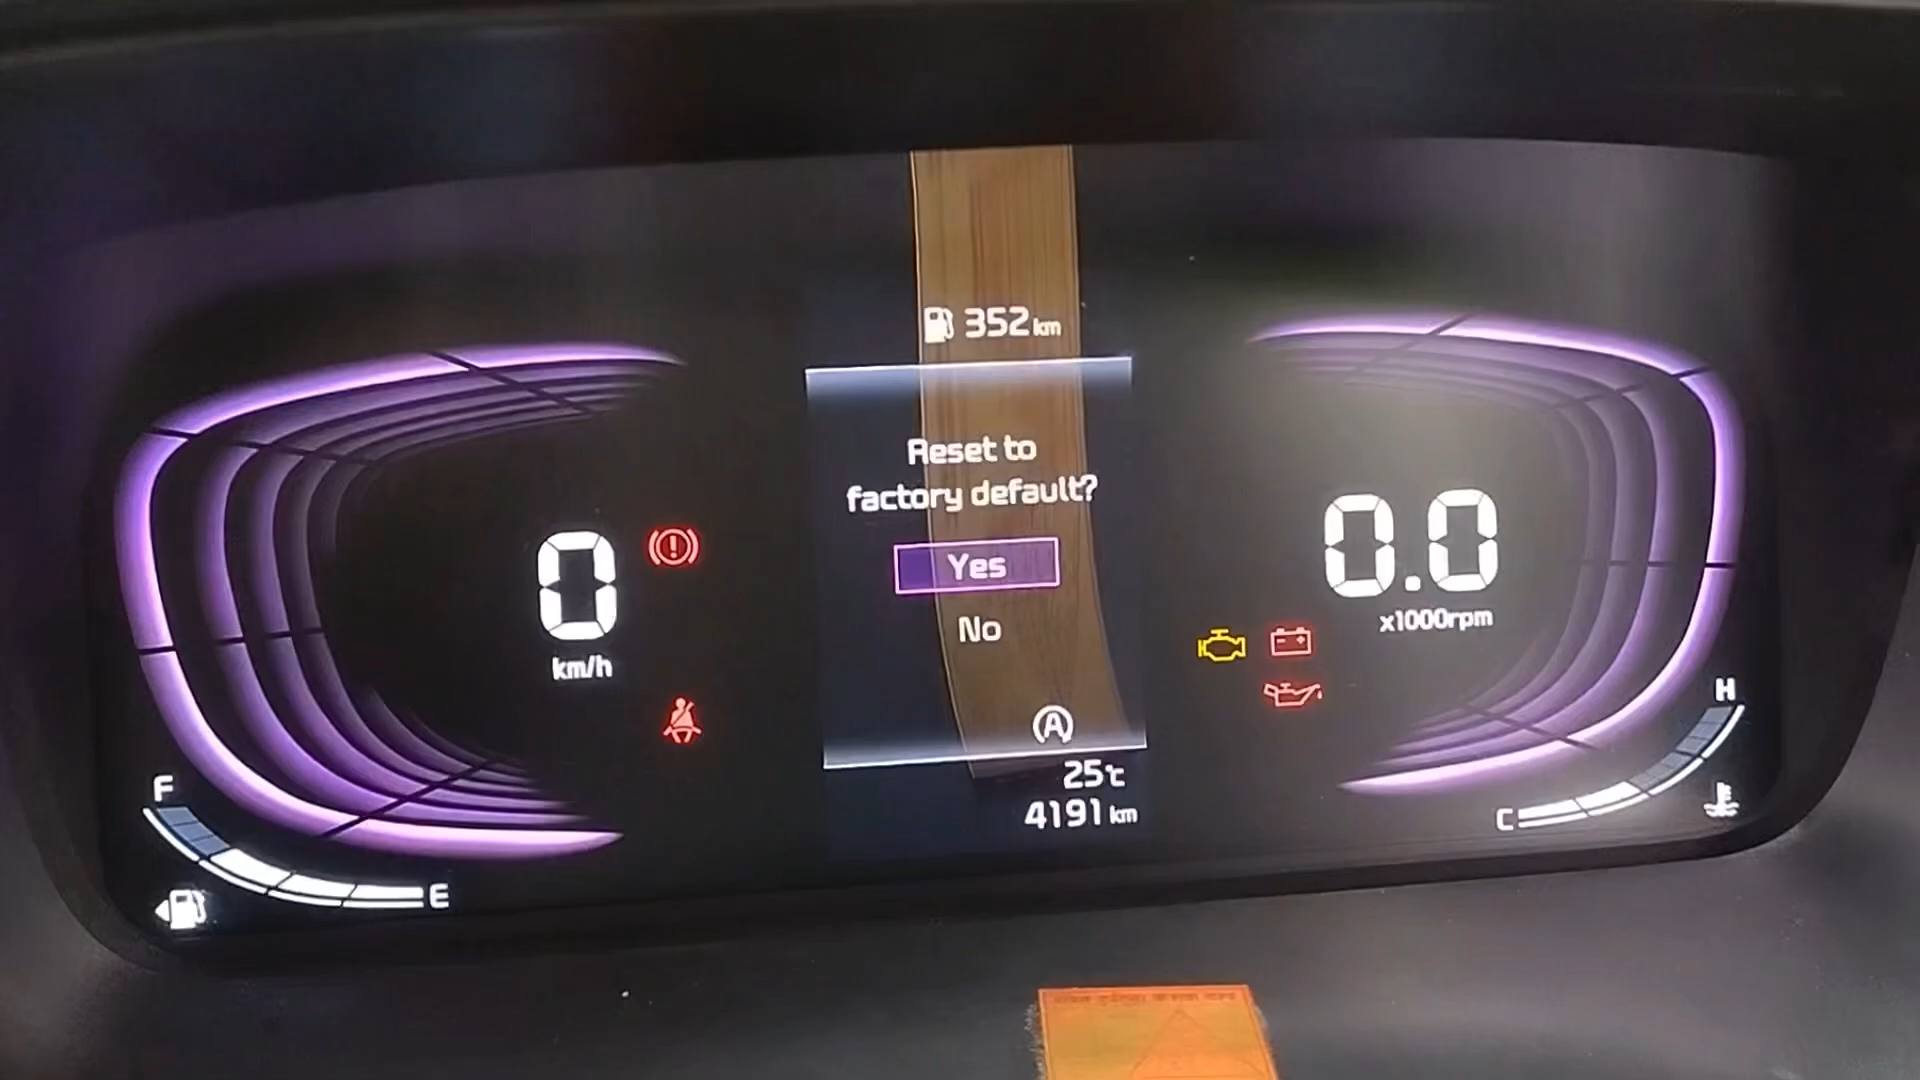 352 km
Reset to
factory default?
Yes
No
0
km/h
0.0
x1000rpm
A
25℃
4191 km
F
E
H
C